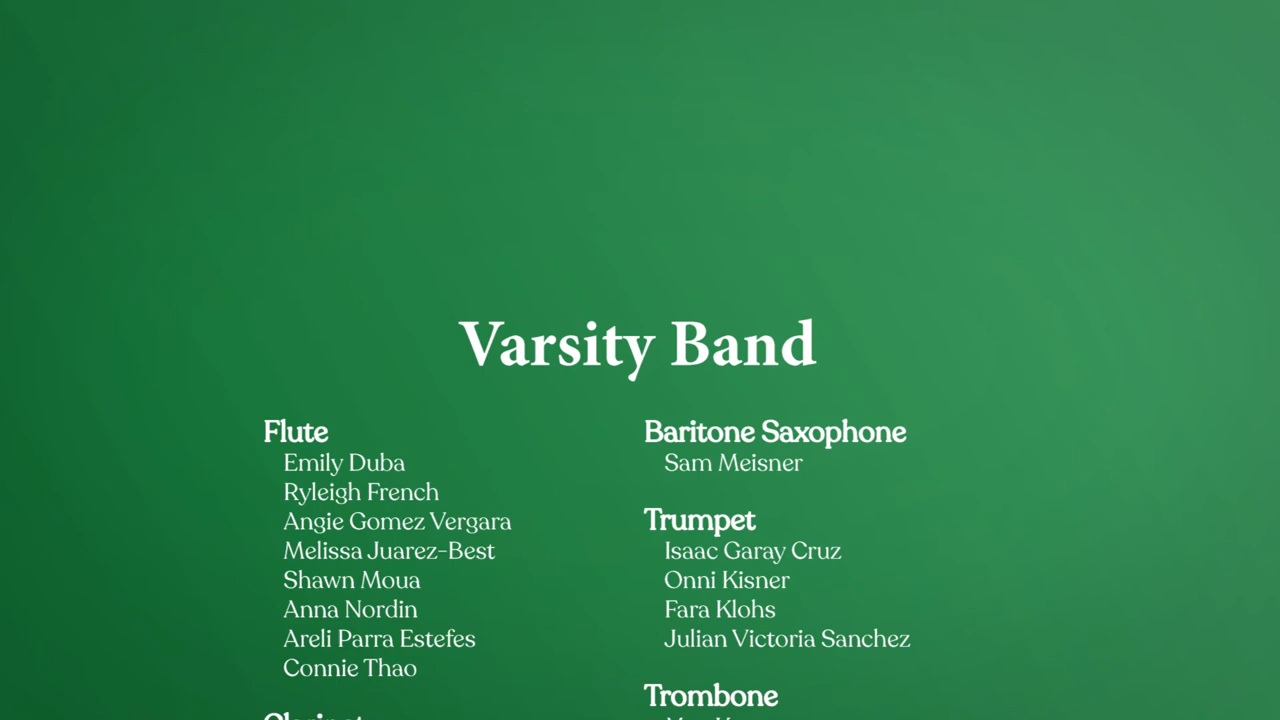 Varsity Band
Flute
Emily Duba
Ryleigh French
Angie Gomez Vergara
Melissa Juarez-Best
Shawn Moua
Anna Nordin
Areli Parra Estefes
Connie Thao
Baritone Saxophone
Sam Meisner
Trumpet
Isaac Garay Cruz
Onni Kisner
Fara Klohs
Julian Victoria Sanchez
Trombone